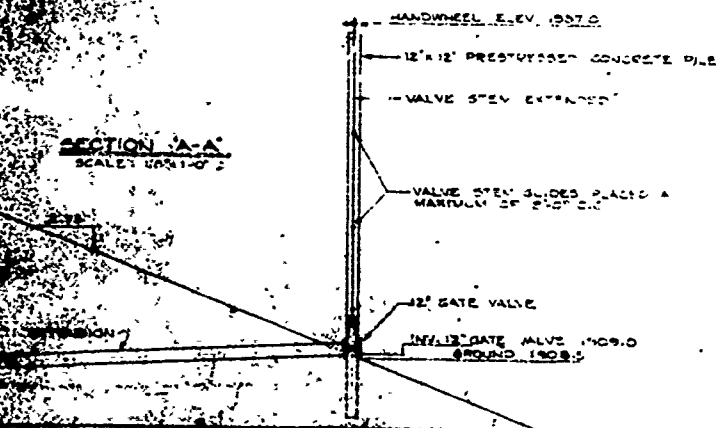 HANDWHEEL ELEV. 1937.0
12"x12" PRESTRESSED CONCRETE PILE
VALVE STEM EXTENDED
SECTION "A-A"
SCALE:
VALVE STEM GUIDES PLACED A
MAXIMUM OF
12" GATE VALVE
INV. 12" GATE VALVE 1909.0
GROUND 1908.5